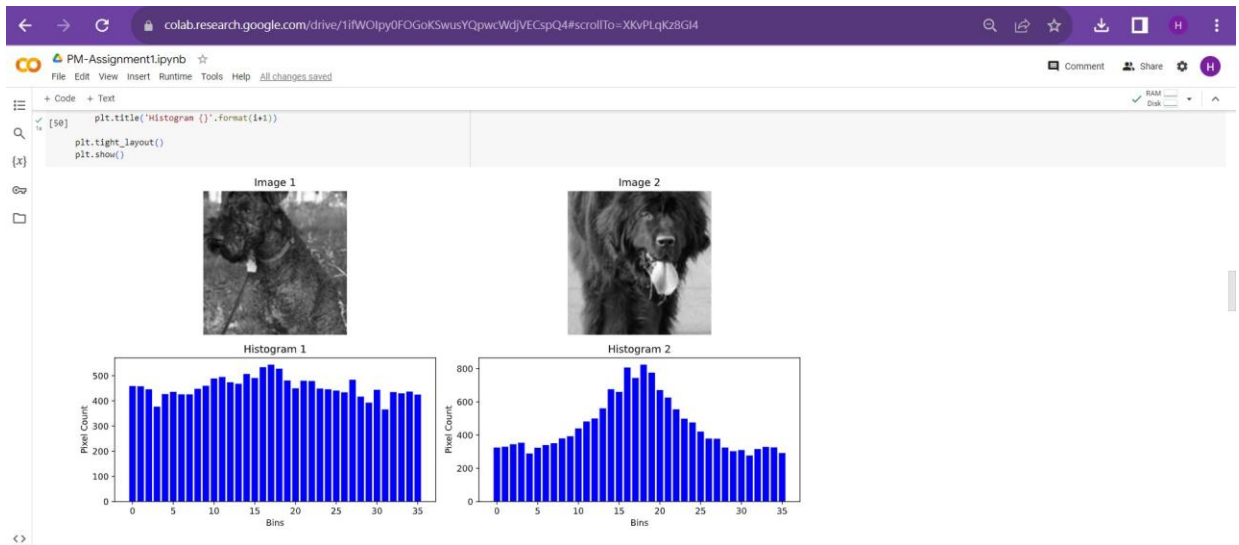 colab.research.google.com/drive/1ifWOIpy0FOGoKSwusYQpwcWdjVECspQ4#scrollTo=XKvPLqKz8GI4
H
CO
PM-Assignment1.ipynb
File Edit View Insert Runtime Tools Help All changes saved
Comment Share H
+ Code + Text
RAM
Disk
[50] plt.title('Histogram {}'.format(i+1))
1s
plt.tight_layout()
plt.show()
{x}
Image 1 Image 2
Histogram 1 Histogram 2
500
400
300
200
100
0
Pixel Count
0 5 10 15 20 25 30 35
Bins
800
600
400
200
0
Pixel Count
0 5 10 15 20 25 30 35
Bins
<>